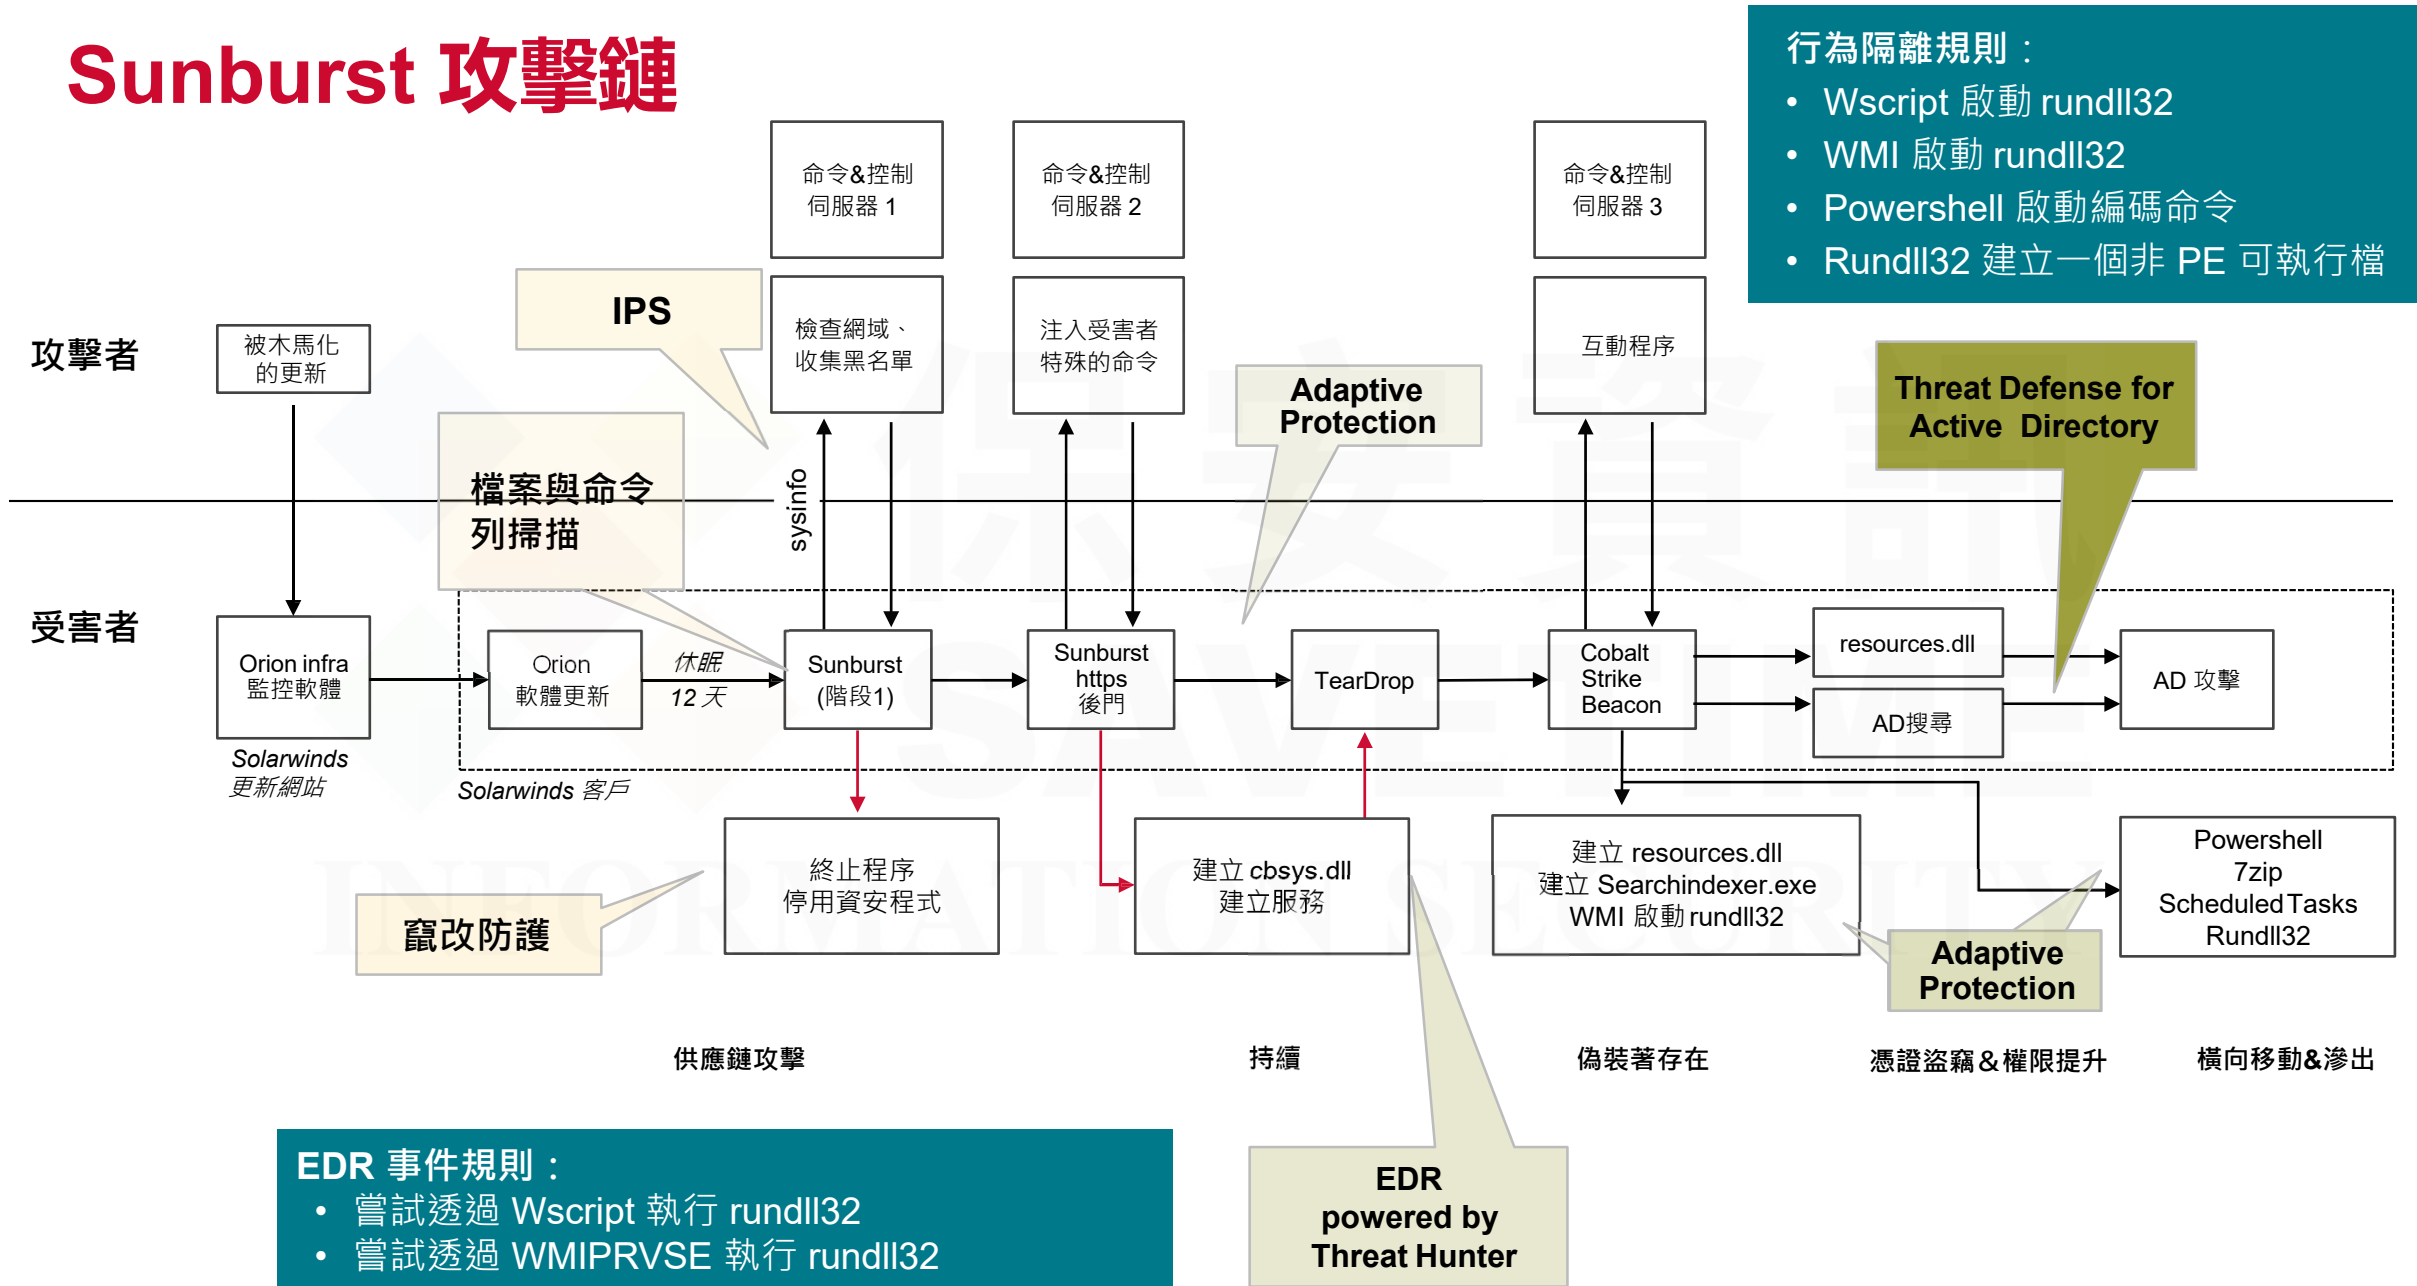 Sunburst 攻擊鏈
行為隔離規則：
• Wscript 啟動 rundll32
• WMI 啟動 rundll32
• Powershell 啟動編碼命令
• Rundll32 建立一個非 PE 可執行檔
命令&控制
伺服器 1
命令&控制
伺服器 2
命令&控制
伺服器 3
IPS
攻擊者
被木馬化
的更新
檢查網域、
收集黑名單
注入受害者
特殊的命令
互動程序
Adaptive
Protection
Threat Defense for
Active Directory
檔案與命令
列掃描
sysinfo
受害者
Orion infra
監控軟體
Orion
軟體更新
休眠
12 天
Sunburst
(階段1)
Sunburst
https
後門
TearDrop
Cobalt
Strike
Beacon
resources.dll
AD搜尋
AD 攻擊
Solarwinds
更新網站
Solarwinds 客戶
終止程序
停用資安程式
建立 cbsys.dll
建立服務
建立 resources.dll
建立 Searchindexer.exe
WMI 啟動 rundll32
Powershell
7zip
Scheduled Tasks
Rundll32
竄改防護
Adaptive
Protection
供應鏈攻擊
持續
偽裝著存在
憑證盜竊&權限提升
橫向移動&滲出
EDR 事件規則：
• 嘗試透過 Wscript 執行 rundll32
• 嘗試透過 WMIPRVSE 執行 rundll32
EDR
powered by
Threat Hunter
保安資訊
SAVETIME
INFORMATION SECURITY